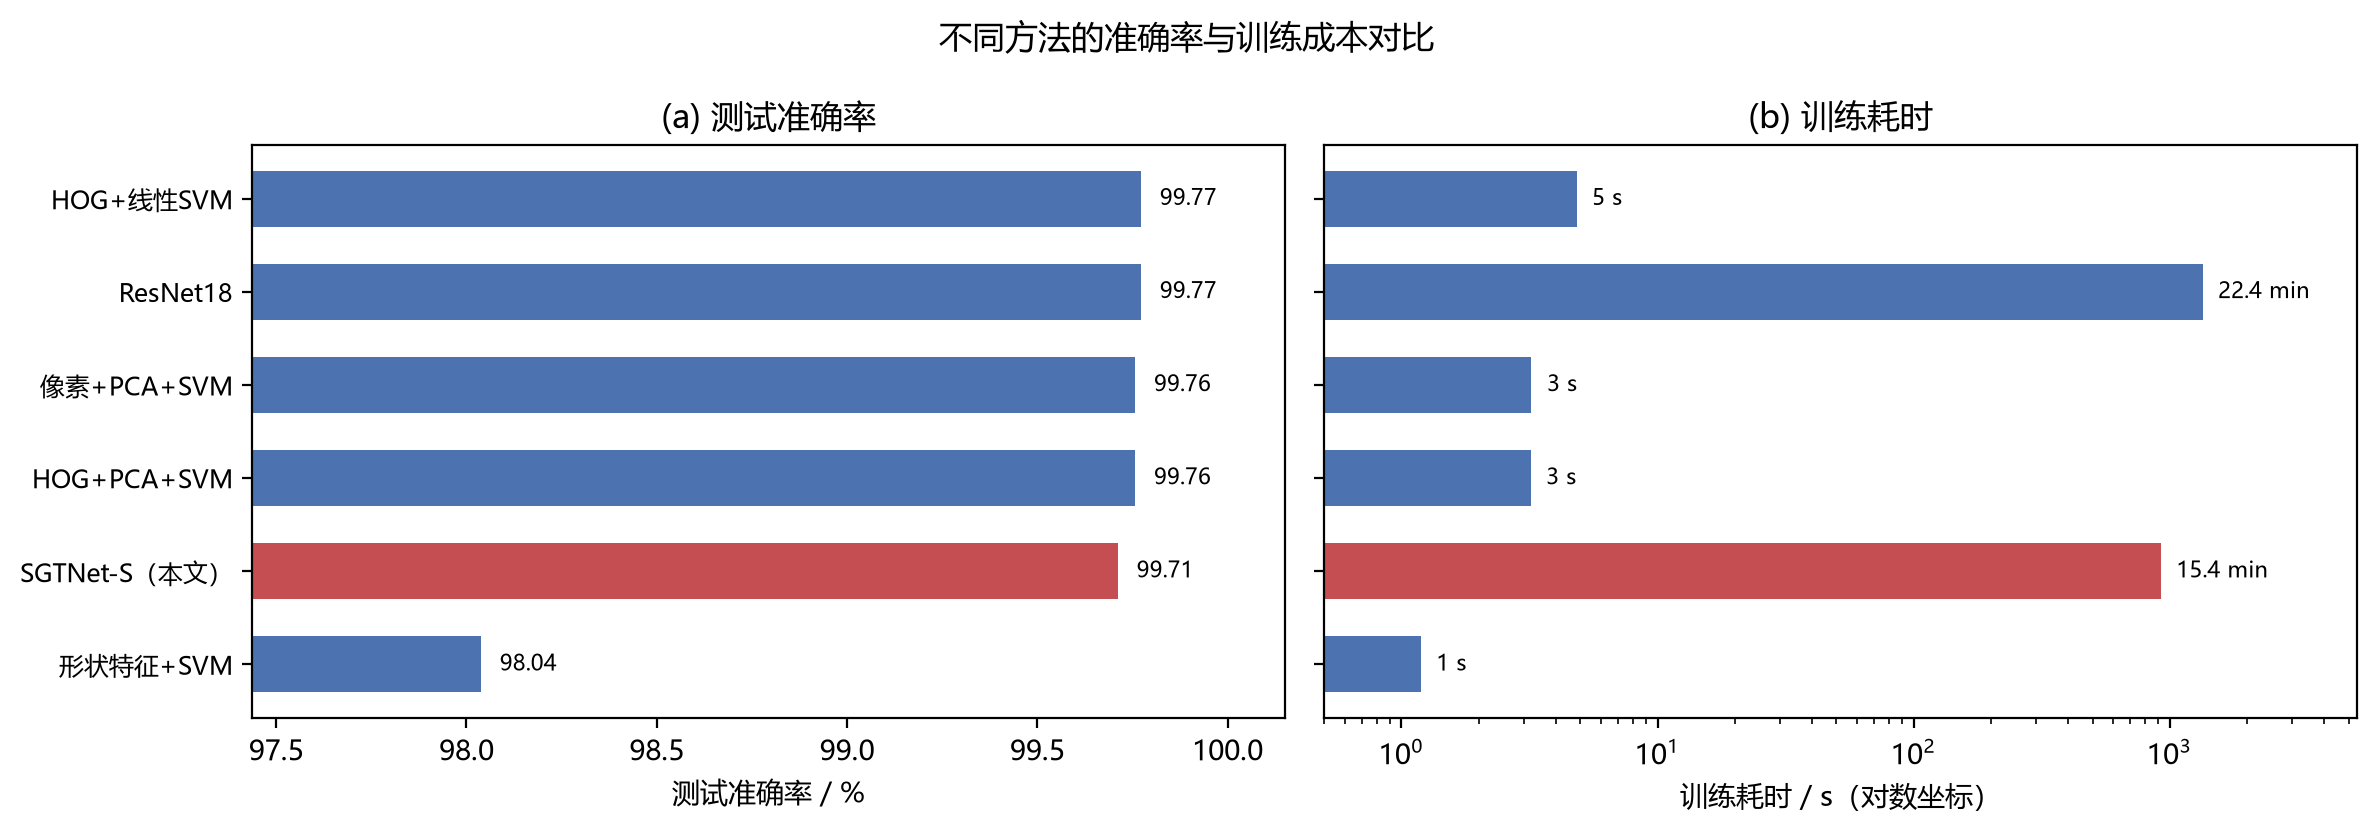 不同方法的准确率与训练成本对比
(a) 测试准确率
HOG+线性SVM
99.77
ResNet18
99.77
像素+PCA+SVM
99.76
HOG+PCA+SVM
99.76
SGTNet-S（本文）
99.71
形状特征+SVM
98.04
97.5 98.0 98.5 99.0 99.5 100.0
测试准确率 / %
(b) 训练耗时
5 s
22.4 min
3 s
3 s
15.4 min
1 s
10⁰ 10¹ 10² 10³
训练耗时 / s（对数坐标）